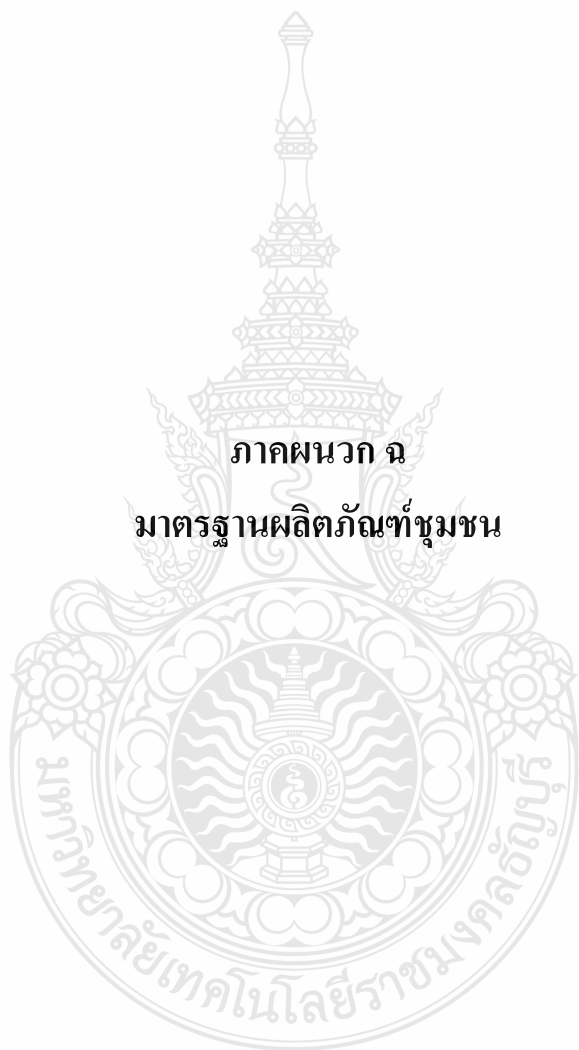 ภาคผนวก ฉ
มาตรฐานผลิตภัณฑ์ชุมชน
มหาวิทยาลัยเทคโนโลยีราชมงคลธัญบุรี